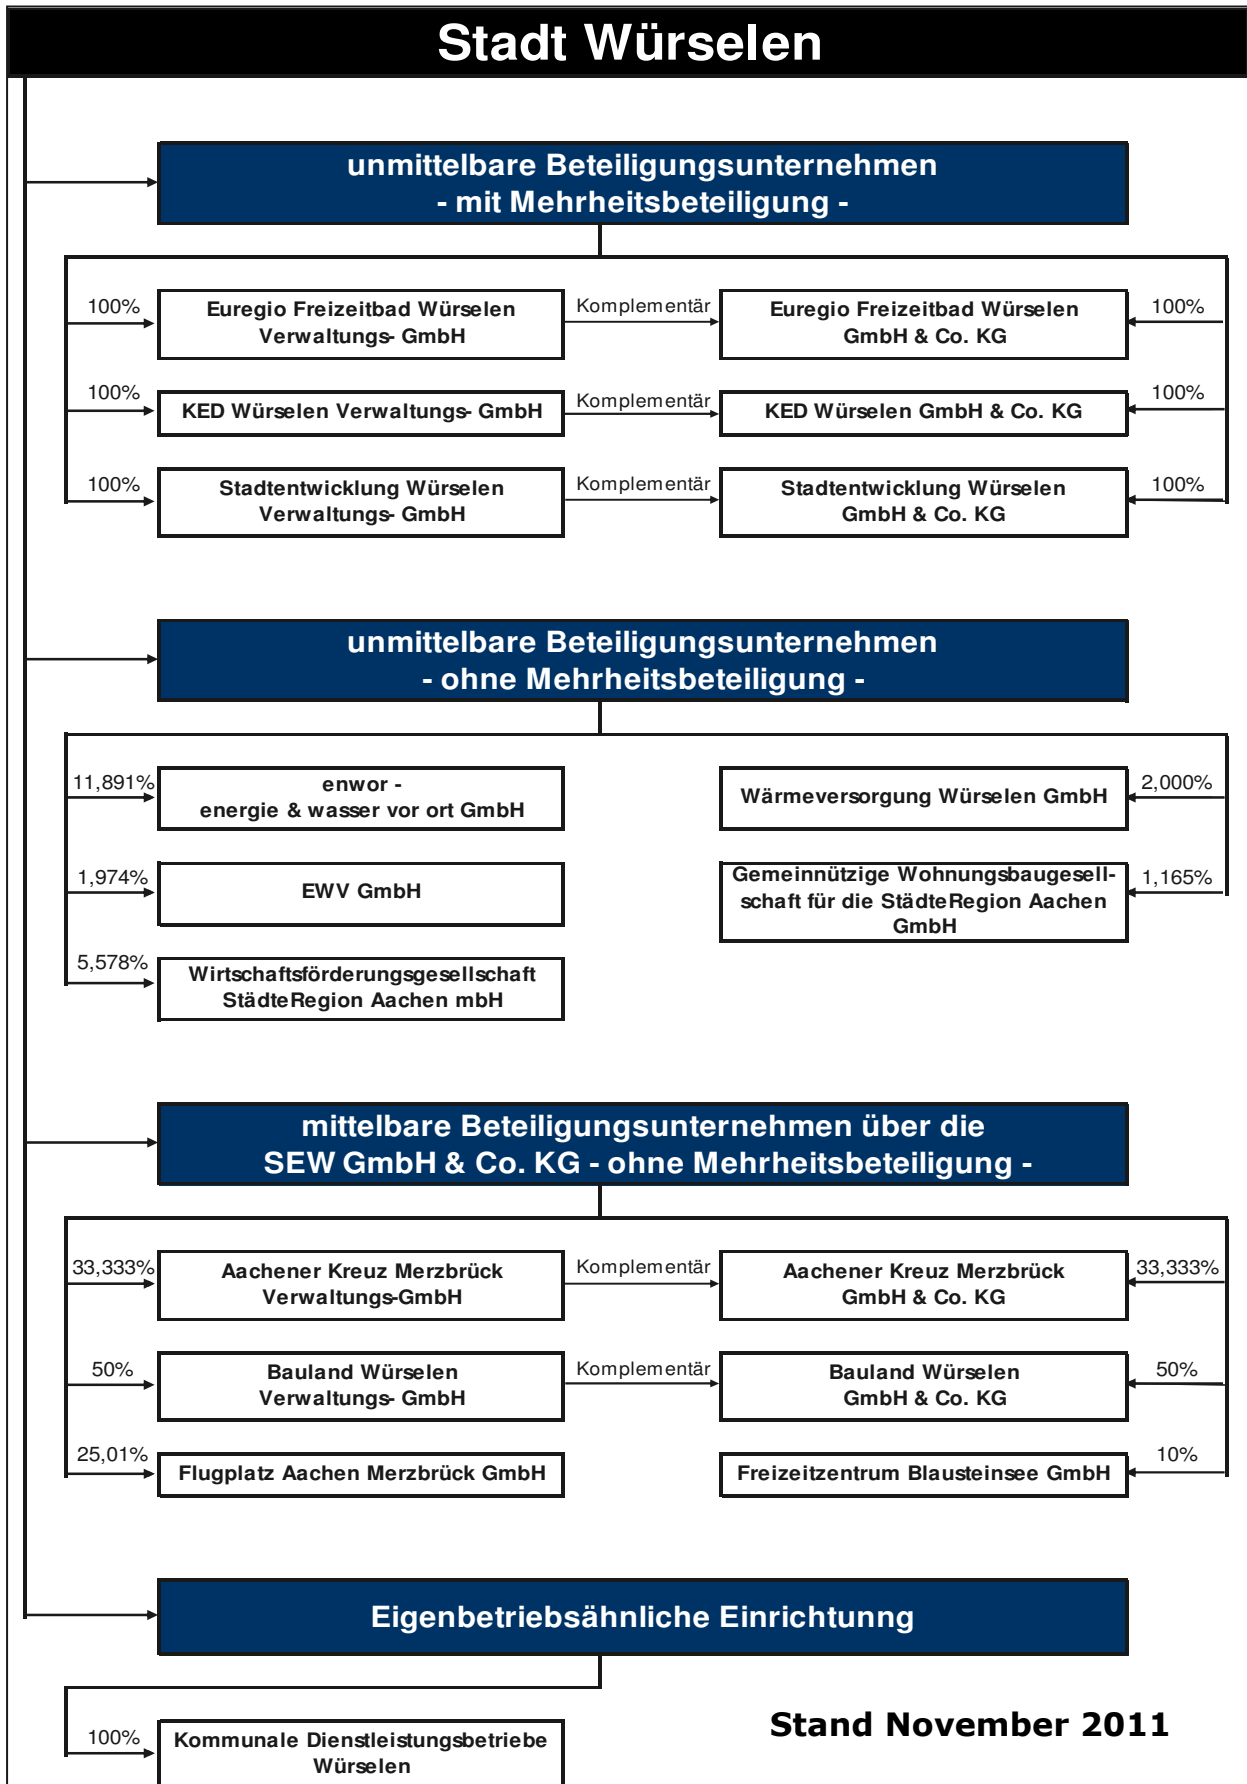 Stadt Würselen
unmittelbare Beteiligungsunternehmen
- mit Mehrheitsbeteiligung -
100%
Euregio Freizeitbad Würselen
Verwaltungs- GmbH
Komplementär
Euregio Freizeitbad Würselen
GmbH & Co. KG
100%
100%
KED Würselen Verwaltungs- GmbH
Komplementär
KED Würselen GmbH & Co. KG
100%
100%
Stadtentwicklung Würselen
Verwaltungs- GmbH
Komplementär
Stadtentwicklung Würselen
GmbH & Co. KG
100%
unmittelbare Beteiligungsunternehmen
- ohne Mehrheitsbeteiligung -
11,891%
enwor -
energie & wasser vor ort GmbH
Wärmeversorgung Würselen GmbH
2,000%
1,974%
EWV GmbH
Gemeinnützige Wohnungsbaugesell-
schaft für die StädteRegion Aachen
GmbH
1,165%
5,578%
Wirtschaftsförderungsgesellschaft
StädteRegion Aachen mbH
mittelbare Beteiligungsunternehmen über die
SEW GmbH & Co. KG - ohne Mehrheitsbeteiligung -
33,333%
Aachener Kreuz Merzbrück
Verwaltungs-GmbH
Komplementär
Aachener Kreuz Merzbrück
GmbH & Co. KG
33,333%
50%
Bauland Würselen
Verwaltungs- GmbH
Komplementär
Bauland Würselen
GmbH & Co. KG
50%
25,01%
Flugplatz Aachen Merzbrück GmbH
Freizeitzentrum Blausteinsee GmbH
10%
Eigenbetriebsähnliche Einrichtunng
100%
Kommunale Dienstleistungsbetriebe
Würselen
Stand November 2011